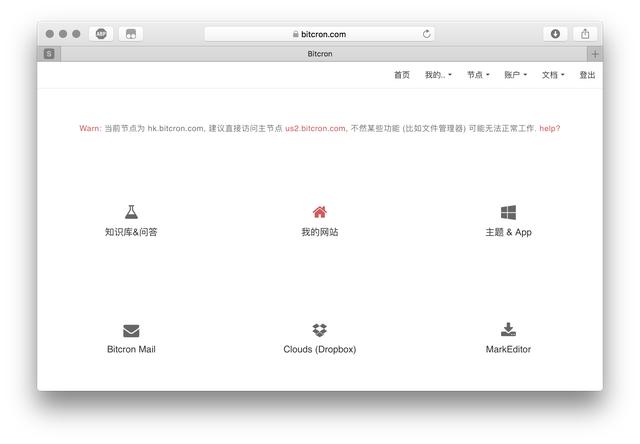 ABP
bitcron.com
S
Bitcron
首页 我的.. 节点 账户 文档 登出
Warn: 当前节点为 hk.bitcron.com, 建议直接访问主节点 us2.bitcron.com, 不然某些功能 (比如文件管理器) 可能无法正常工作. help?
知识库&问答 我的网站 主题 & App
Bitcron Mail Clouds (Dropbox) MarkEditor